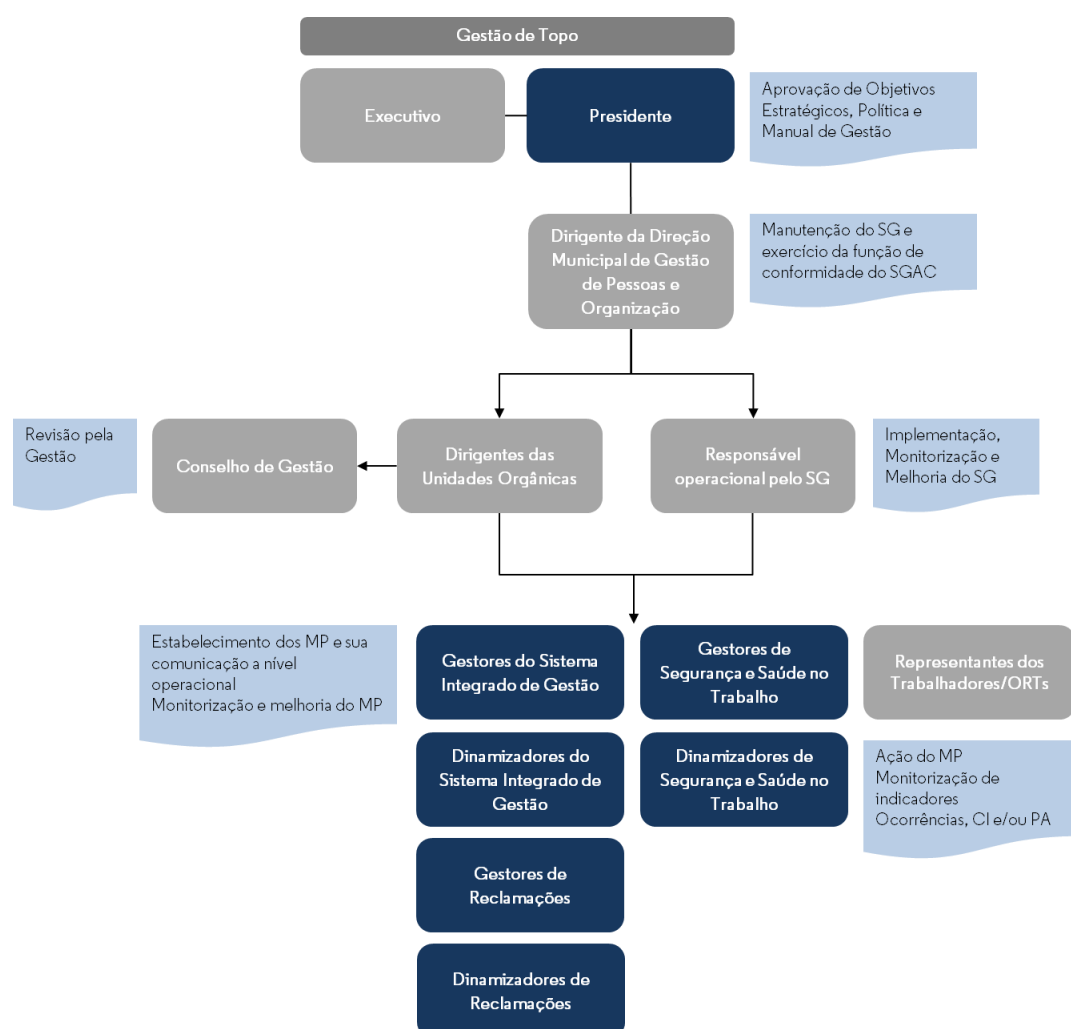 Gestão de Topo
Executivo
Presidente
Aprovação de Objetivos
Estratégicos, Política e
Manual de Gestão
Dirigente da Direção
Municipal de Gestão
de Pessoas e
Organização
Manutenção do SG e
exercício da função de
conformidade do SGAC
Revisão pela
Gestão
Conselho de Gestão
Dirigentes das
Unidades Orgânicas
Responsável
operacional pelo SG
Implementação,
Monitorização e
Melhoria do SG
Estabelecimento dos MP e sua
comunicação a nível
operacional
Monitorização e melhoria do MP
Gestores do Sistema
Integrado de Gestão
Gestores de
Segurança e Saúde no
Trabalho
Representantes dos
Trabalhadores/ORTs
Dinamizadores do
Sistema Integrado de
Gestão
Dinamizadores de
Segurança e Saúde no
Trabalho
Ação do MP
Monitorização de
indicadores
Ocorrências, CI e/ou PA
Gestores de
Reclamações
Dinamizadores de
Reclamações